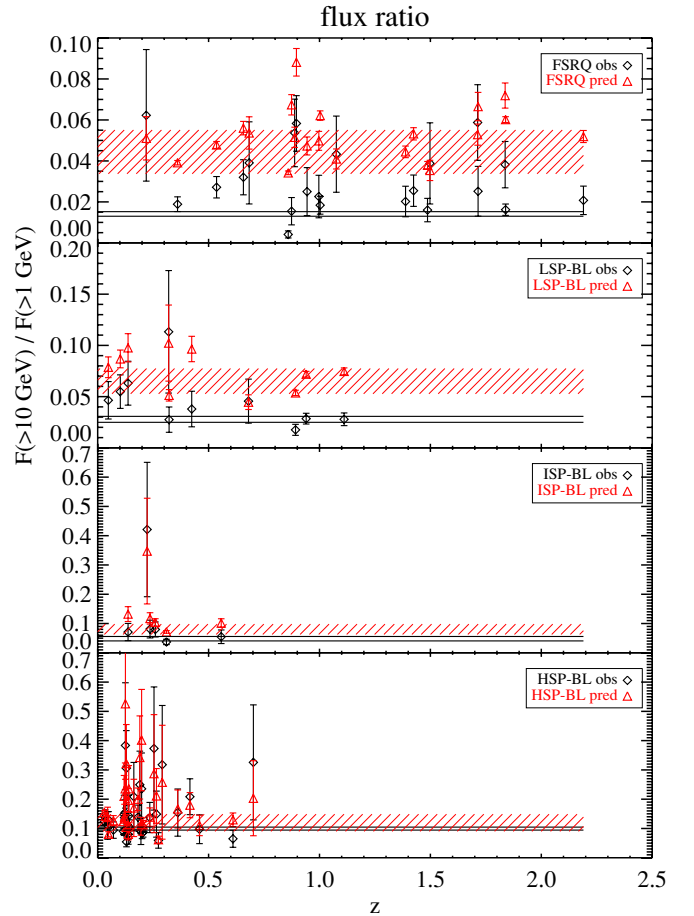 flux ratio
F(>10 GeV) / F(>1 GeV)
0.10
0.08
0.06
0.04
0.02
0.00
FSRQ obs
FSRQ pred
0.20
0.15
0.10
0.05
0.00
LSP-BL obs
LSP-BL pred
0.7
0.6
0.5
0.4
0.3
0.2
0.1
0.0
ISP-BL obs
ISP-BL pred
0.7
0.6
0.5
0.4
0.3
0.2
0.1
0.0
HSP-BL obs
HSP-BL pred
0.0 0.5 1.0 1.5 2.0 2.5
z